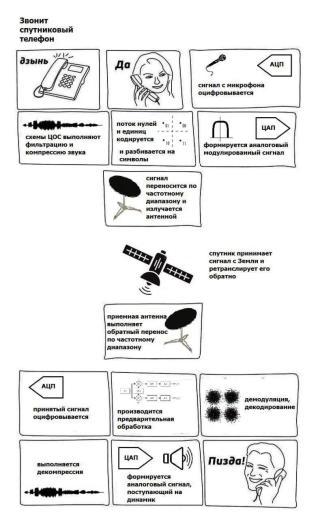 Звонит
спутниковый
телефон
дзынь
Да
АЦП
сигнал с микрофона
оцифровывается
схемы ЦОС выполняют
фильтрацию и
компрессию звука
поток нулей
и единиц
кодируется
и разбивается на
символы
ЦАП
формируется аналоговый
модулированный сигнал
сигнал
переносится по
частотному
диапазону и
излучается
антенной
спутник принимает
сигнал с Земли и
ретранслирует его
обратно
приемная антенна
выполняет
обратный перенос
по частотному
диапазону
АЦП
принятый сигнал
оцифровывается
производится
предварительная
обработка
демодуляция,
декодирование
выполняется
декомпрессия
ЦАП
формируется
аналоговый сигнал,
поступающий на
динамик
Пизда!